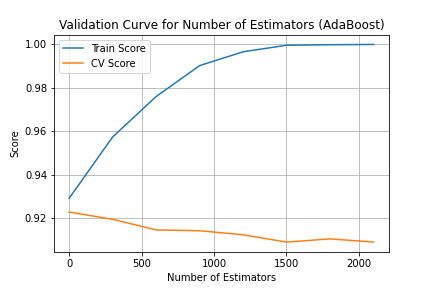 Validation Curve for Number of Estimators (AdaBoost)
Train Score
CV Score
1.00
0.98
0.96
0.94
0.92
Score
0
500
1000
1500
2000
Number of Estimators